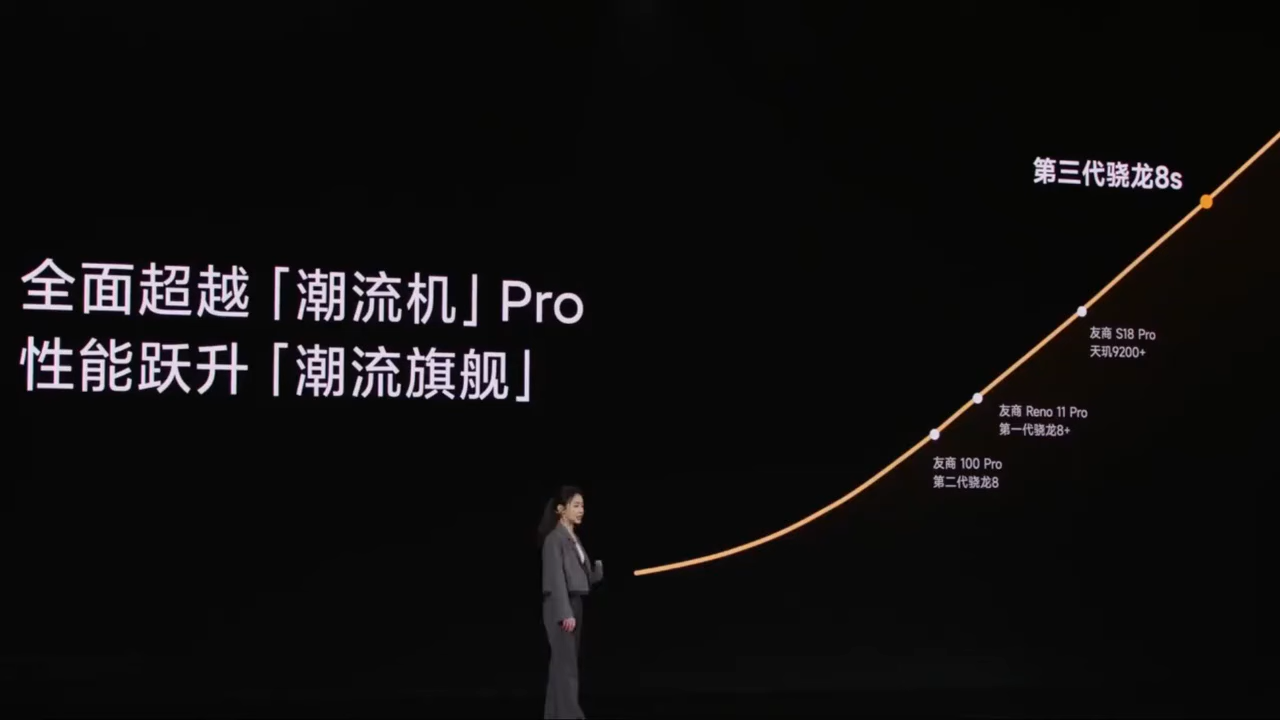 全面超越「潮流机」Pro
性能跃升「潮流旗舰」
第三代骁龙8s
友商 S18 Pro
天玑9200+
友商 Reno 11 Pro
第一代骁龙8+
友商 100 Pro
第二代骁龙8